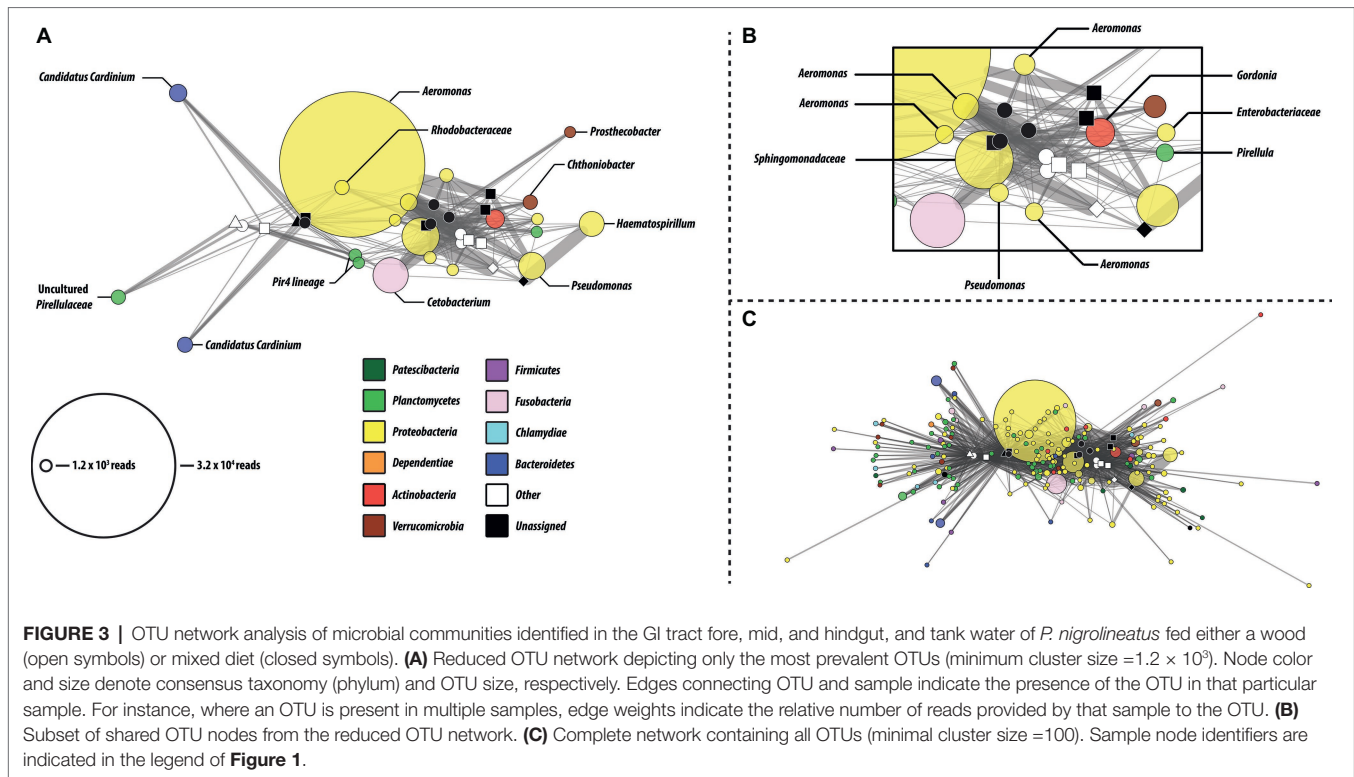 A
Candidatus Cardinium
Aeromonas
Rhodobacteraceae
Prosthecobacter
Chthoniobacter
Haematospirillum
Pseudomonas
Cetobacterium
Pir4 lineage
Uncultured
Pirellulaceae
Candidatus Cardinium
1.2 x 10³ reads
3.2 x 10⁴ reads
Patescibacteria
Planctomycetes
Proteobacteria
Dependentiae
Actinobacteria
Verrucomicrobia
Firmicutes
Fusobacteria
Chlamydiae
Bacteroidetes
Other
Unassigned
B
Aeromonas
Aeromonas
Aeromonas
Sphingomonadaceae
Gordonia
Enterobacteriaceae
Pirellula
Aeromonas
Pseudomonas
C
FIGURE 3 | OTU network analysis of microbial communities identified in the GI tract fore, mid, and hindgut, and tank water of P. nigrolineatus fed either a wood
(open symbols) or mixed diet (closed symbols). (A) Reduced OTU network depicting only the most prevalent OTUs (minimum cluster size =1.2 × 10³). Node color
and size denote consensus taxonomy (phylum) and OTU size, respectively. Edges connecting OTU and sample indicate the presence of the OTU in that particular
sample. For instance, where an OTU is present in multiple samples, edge weights indicate the relative number of reads provided by that sample to the OTU. (B)
Subset of shared OTU nodes from the reduced OTU network. (C) Complete network containing all OTUs (minimal cluster size =100). Sample node identifiers are
indicated in the legend of Figure 1.